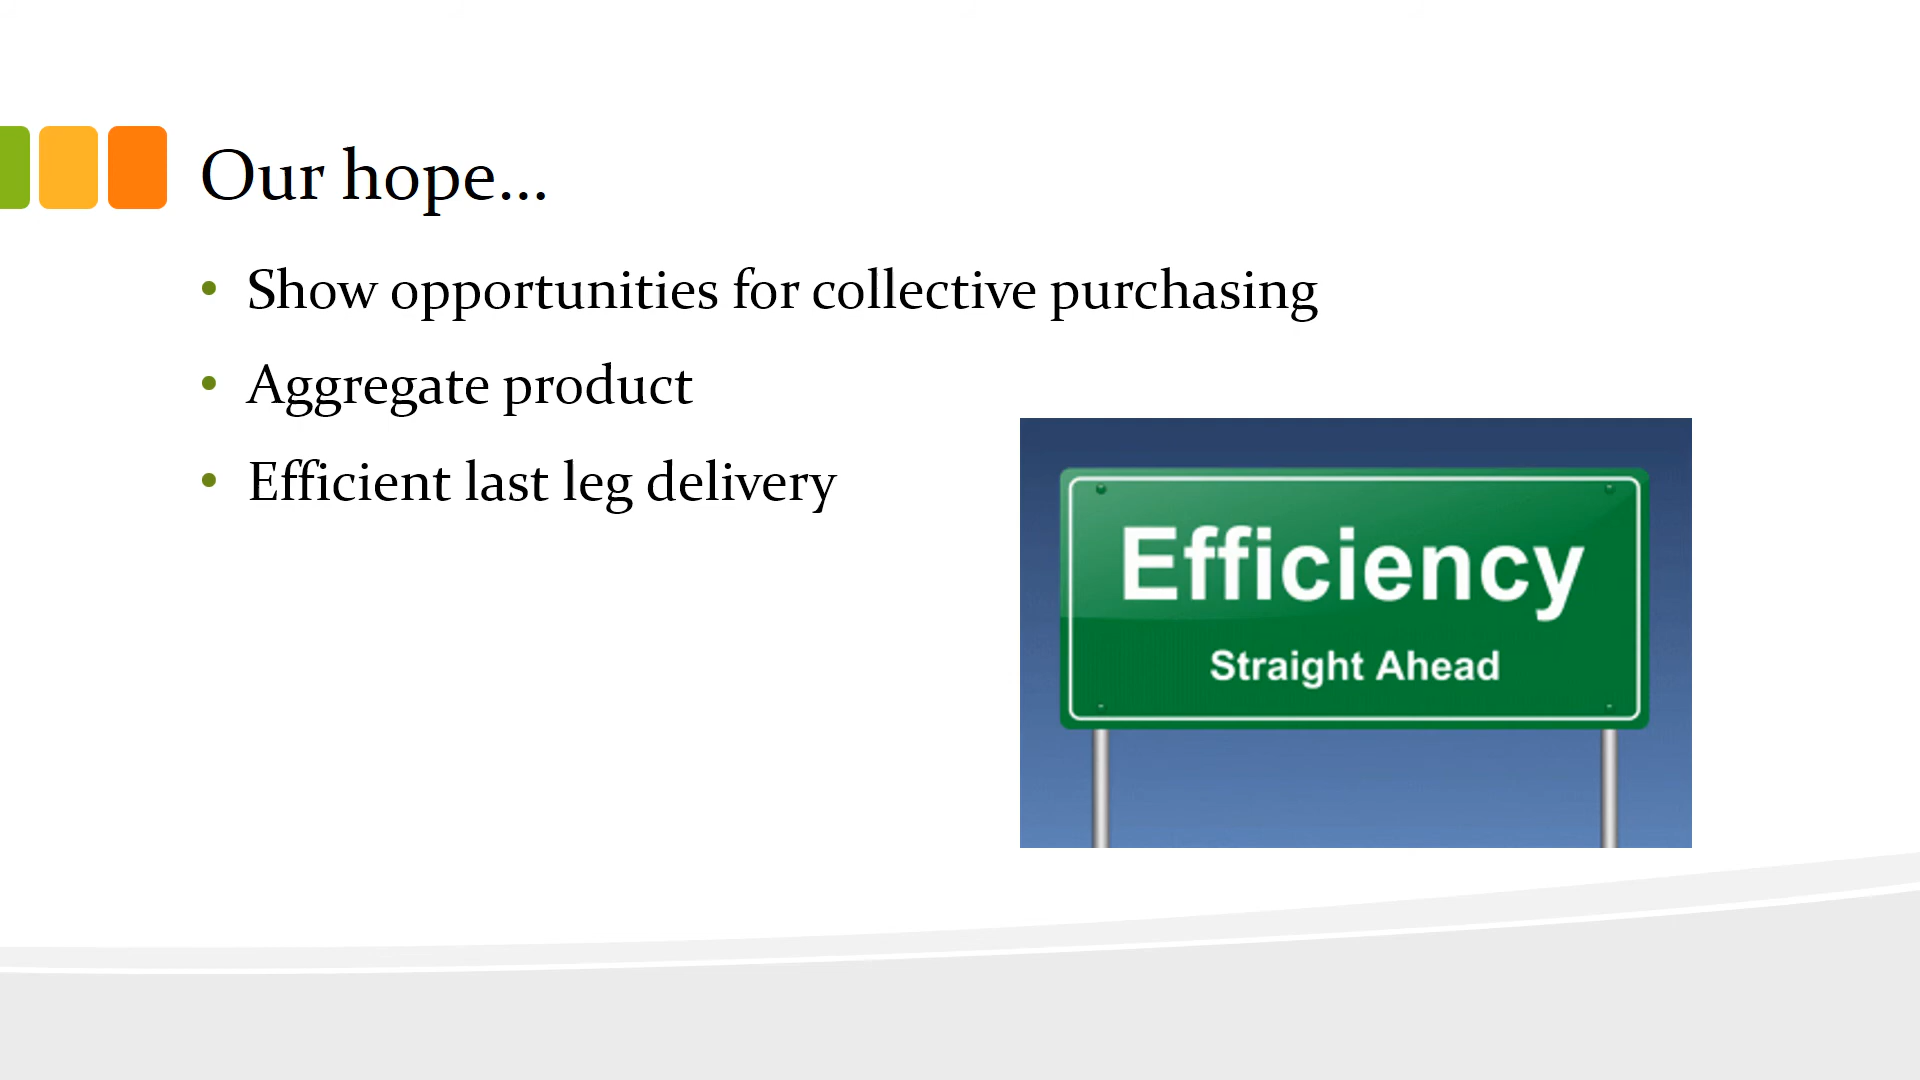 Our hope...
• Show opportunities for collective purchasing
• Aggregate product
• Efficient last leg delivery
Efficiency
Straight Ahead